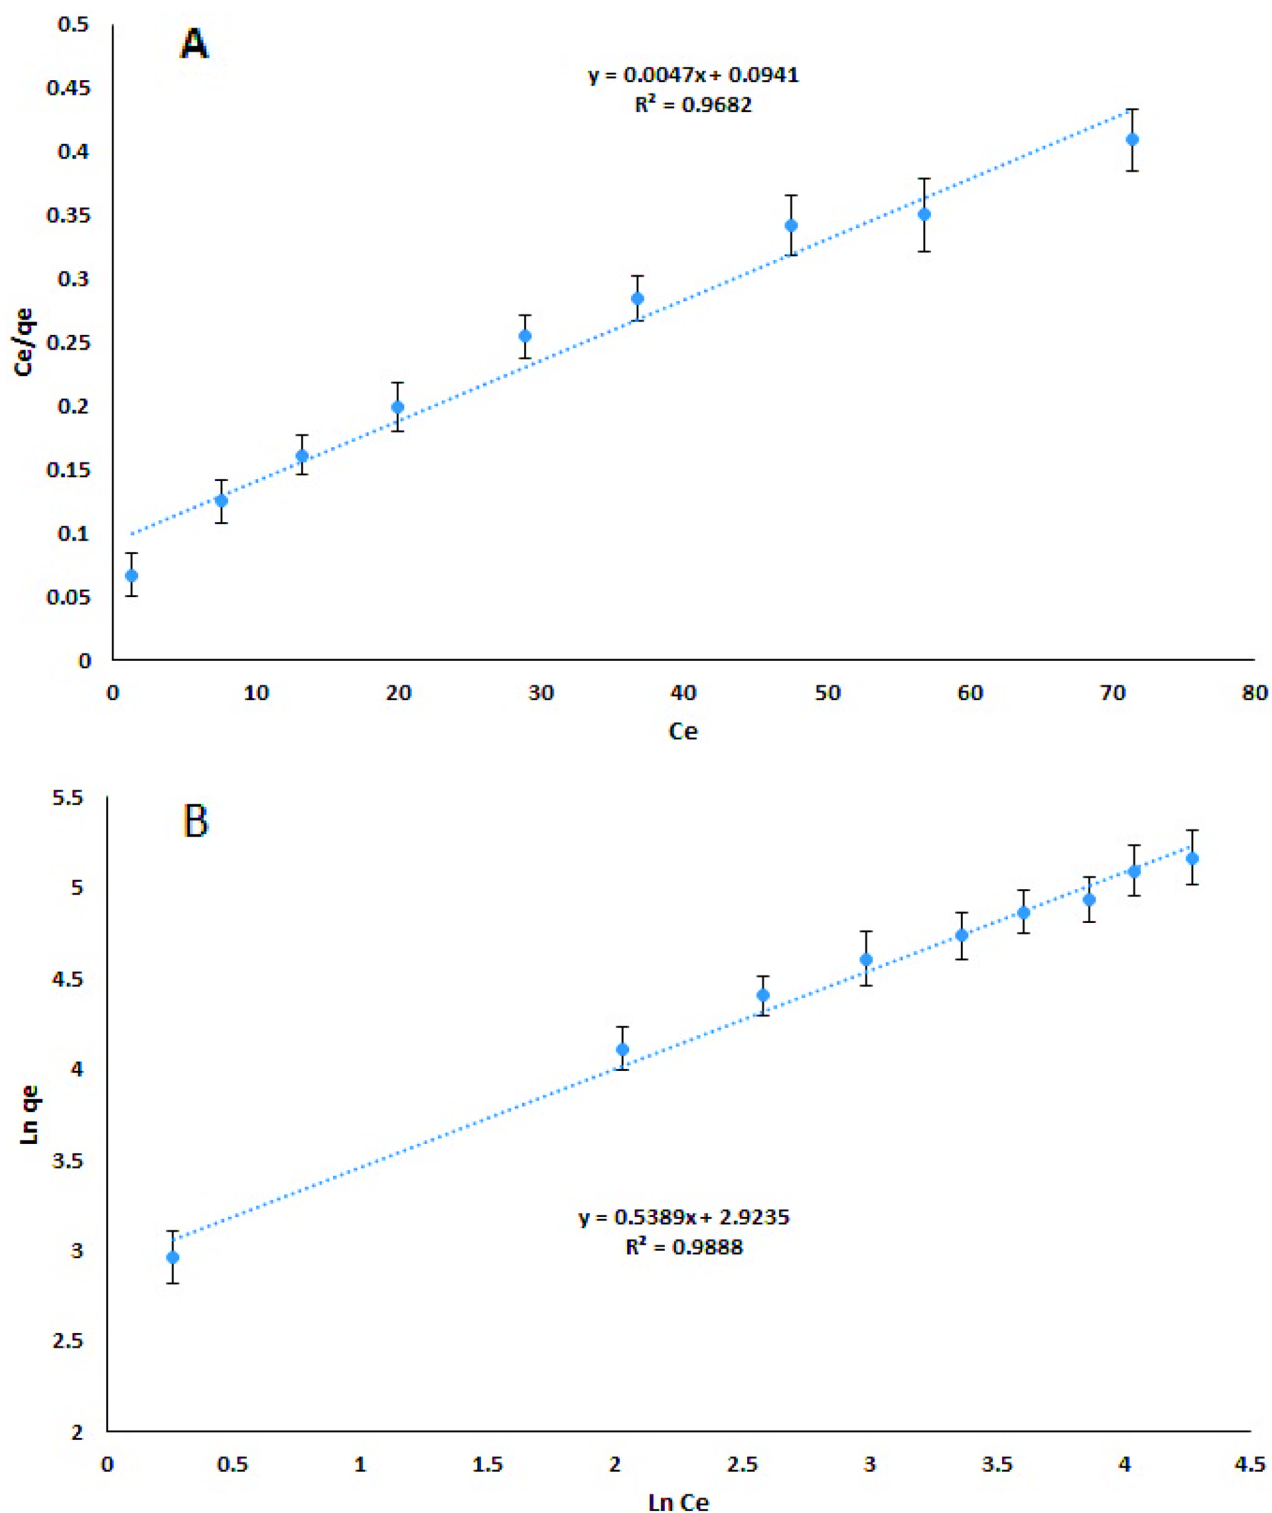 A
y = 0.0047x + 0.0941
R² = 0.9682
0.5
0.45
0.4
0.35
0.3
0.25
0.2
0.15
0.1
0.05
0
Ce/qe
0 10 20 30 40 50 60 70 80
Ce
B
5.5
5
4.5
4
3.5
3
2.5
2
Ln qe
y = 0.5389x + 2.9235
R² = 0.9888
0 0.5 1 1.5 2 2.5 3 3.5 4 4.5
Ln Ce